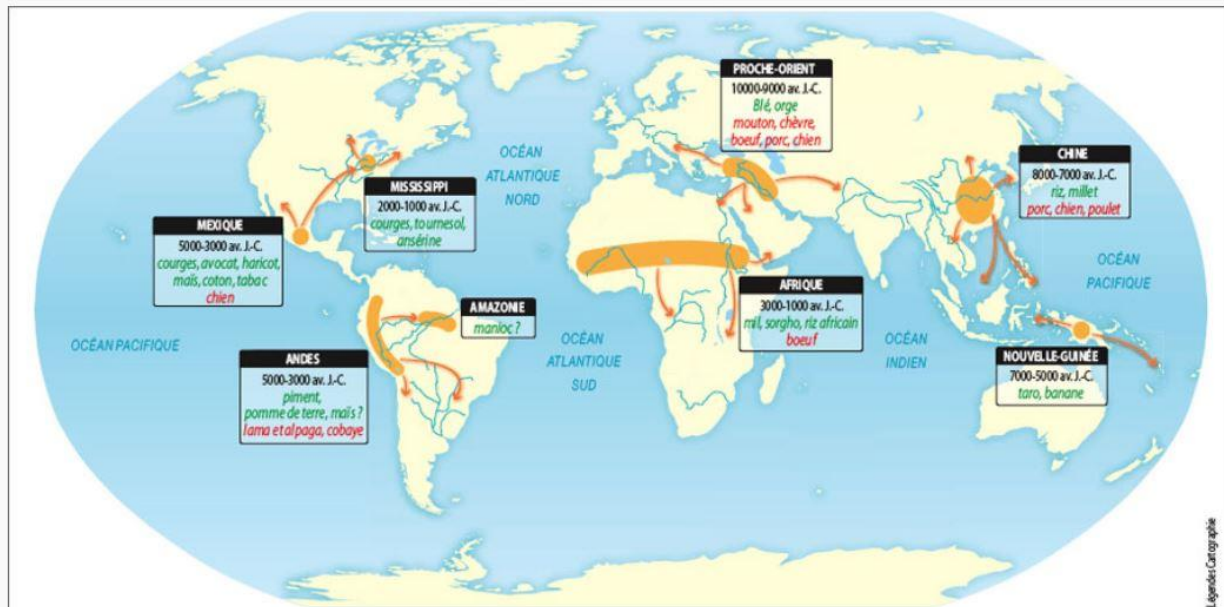 PROCHE-ORIENT
10000-9000 av. J.-C.
Blé, orge
mouton, chèvre,
boeuf, porc, chien
CHINE
8000-7000 av. J.-C.
riz, millet
porc, chien, poulet
OCÉAN
ATLANTIQUE
NORD
MISSISSIPPI
2000-1000 av. J.-C.
courges, tournesol,
ansérine
MEXIQUE
5000-3000 av. J.-C.
courges, avocat, haricot,
maïs, coton, tabac
chien
OCÉAN
PACIFIQUE
AFRIQUE
3000-1000 av. J.-C.
mil, sorgho, riz africain
boeuf
AMAZONIE
manioc ?
OCÉAN PACIFIQUE
OCÉAN
ATLANTIQUE
SUD
OCÉAN
INDIEN
ANDES
5000-3000 av. J.-C.
piment,
pomme de terre, maïs ?
lama et alpaga, cobaye
NOUVELLE-GUINÉE
7000-5000 av. J.-C.
taro, banane
Légendes Cartographie